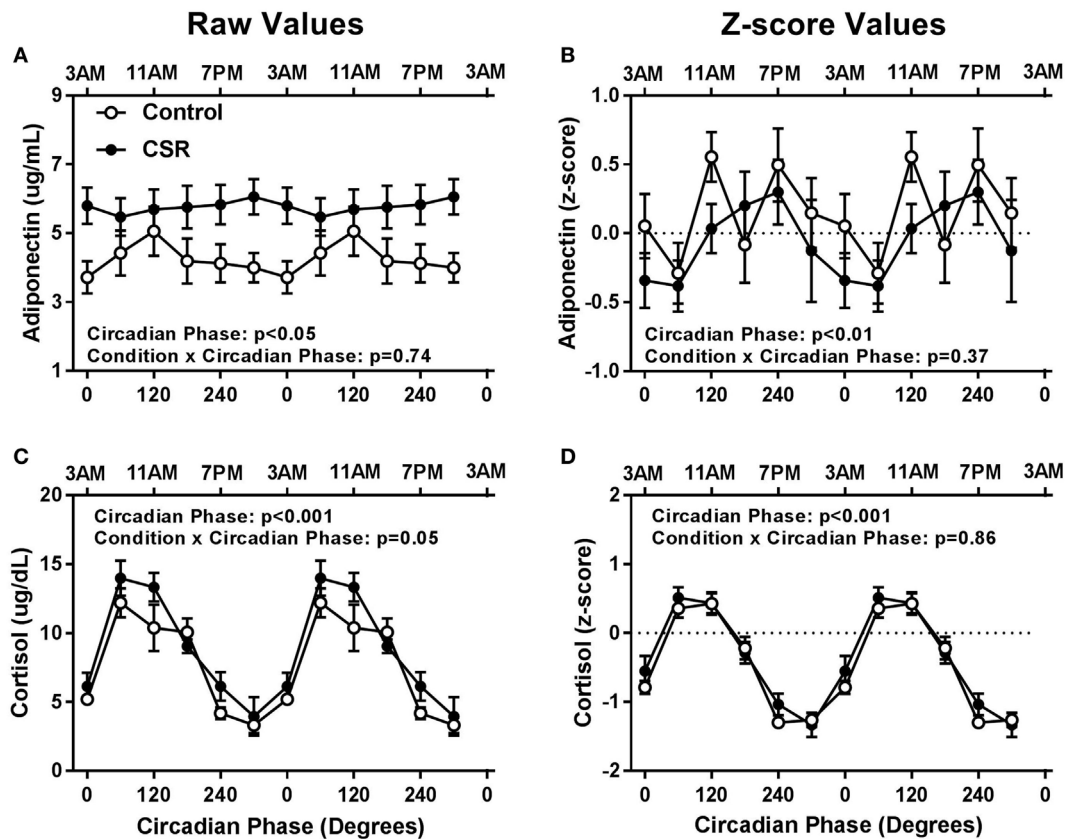 Raw Values
Z-score Values
A
3AM 11AM 7PM 3AM 11AM 7PM 3AM
9
7
5
3
1
Adiponectin (ug/mL)
Control
CSR
Circadian Phase: p<0.05
Condition x Circadian Phase: p=0.74
0 120 240 0 120 240 0
B
3AM 11AM 7PM 3AM 11AM 7PM 3AM
1.0
0.5
0.0
-0.5
-1.0
Adiponectin (z-score)
Circadian Phase: p<0.01
Condition x Circadian Phase: p=0.37
0 120 240 0 120 240 0
C
3AM 11AM 7PM 3AM 11AM 7PM 3AM
20
15
10
5
0
Cortisol (ug/dL)
Circadian Phase: p<0.001
Condition x Circadian Phase: p=0.05
0 120 240 0 120 240 0
Circadian Phase (Degrees)
D
3AM 11AM 7PM 3AM 11AM 7PM 3AM
2
1
0
-1
-2
Cortisol (z-score)
Circadian Phase: p<0.001
Condition x Circadian Phase: p=0.86
0 120 240 0 120 240 0
Circadian Phase (Degrees)